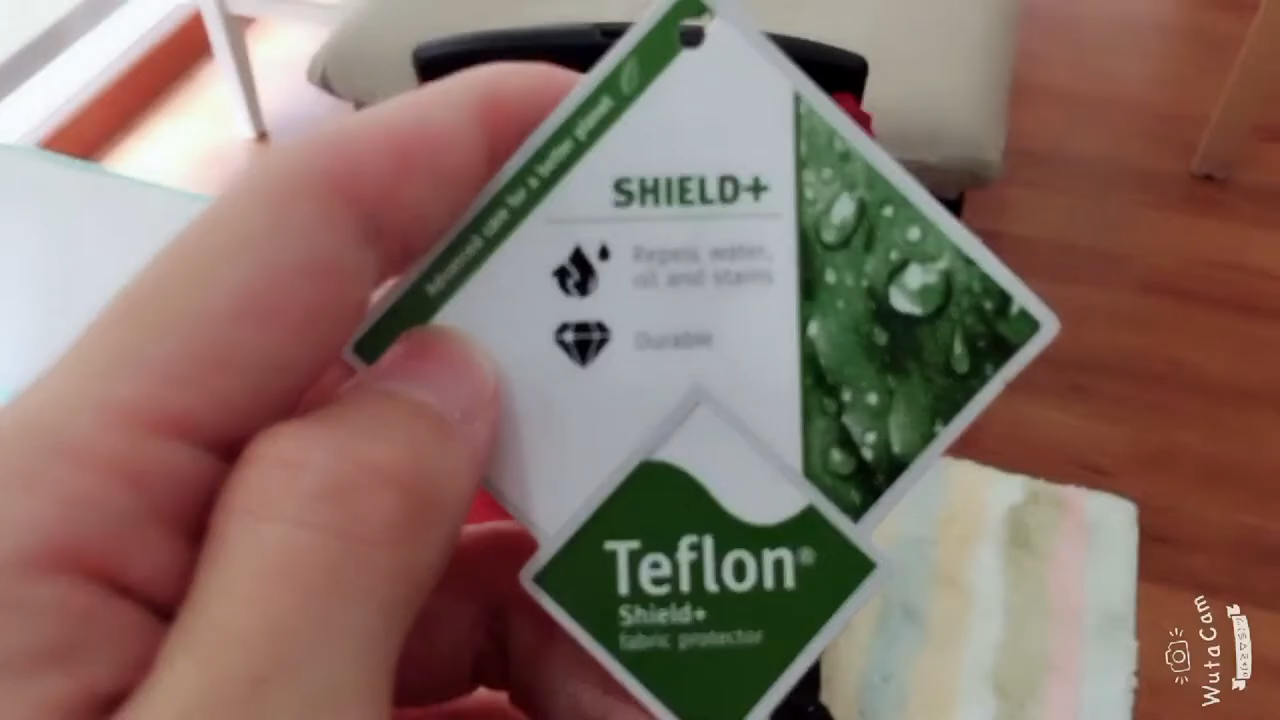 Advanced care for a better planet
SHIELD+
Repels water,
oil and stains
Durable
Teflon®
Shield+
fabric protector
WutaCam